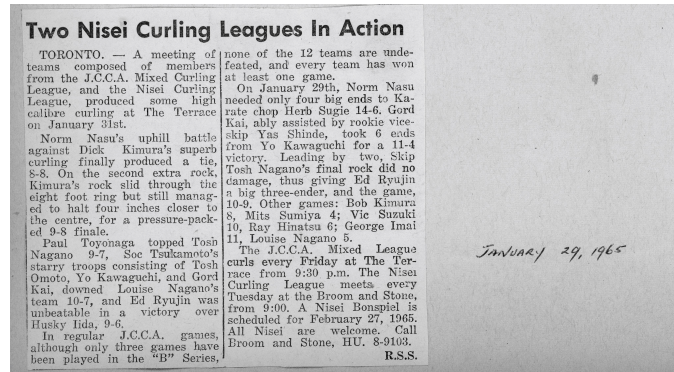 Two Nisei Curling Leagues In Action
TORONTO. — A meeting of
teams composed of members
from the J.C.C.A. Mixed Curling
League, and the Nisei Curling
League, produced some high
calibre curling at The Terrace
on January 31st.
Norm Nasu's uphill battle
against Dick Kimura's superb
curling finally produced a tie,
8-8. On the second extra rock,
Kimura's rock slid through the
eight foot ring but still manag-
ed to halt four inches closer to
the centre, for a pressure-pack-
ed 9-8 finale.
Paul Toyonaga topped Tosh
Nagano 9-7, Soc Tsukamoto's
starry troops consisting of Tosh
Omoto, Yo Kawaguchi, and Gord
Kai, downed Louise Nagano's
team 10-7, and Ed Ryujin was
unbeatable in a victory over
Husky Iida, 9-6.
In regular J.C.C.A. games,
although only three games have
been played in the "B" Series,
none of the 12 teams are unde-
feated, and every team has won
at least one game.
On January 29th, Norm Nasu
needed only four big ends to Ka-
rate chop Herb Sugie 14-6. Gord
Kai, ably assisted by rookie vice-
skip Yas Shinde, took 6 ends
from Yo Kawaguchi for a 11-4
victory. Leading by two, Skip
Tosh Nagano's final rock did no
damage, thus giving Ed Ryujin
a big three-ender, and the game,
10-9. Other games: Bob Kimura
8, Mits Sumiya 4; Vic Suzuki
10, Ray Hinatsu 6; George Imai
11, Louise Nagano 5.
The J.C.C.A. Mixed League
curls every Friday at The Ter-
race from 9:30 p.m. The Nisei
Curling League meets every
Tuesday at the Broom and Stone,
from 9:00. A Nisei Bonspiel is
scheduled for February 27, 1965.
All Nisei are welcome. Call
Broom and Stone, HU. 8-9103.
R.S.S.
JANUARY 29, 1965